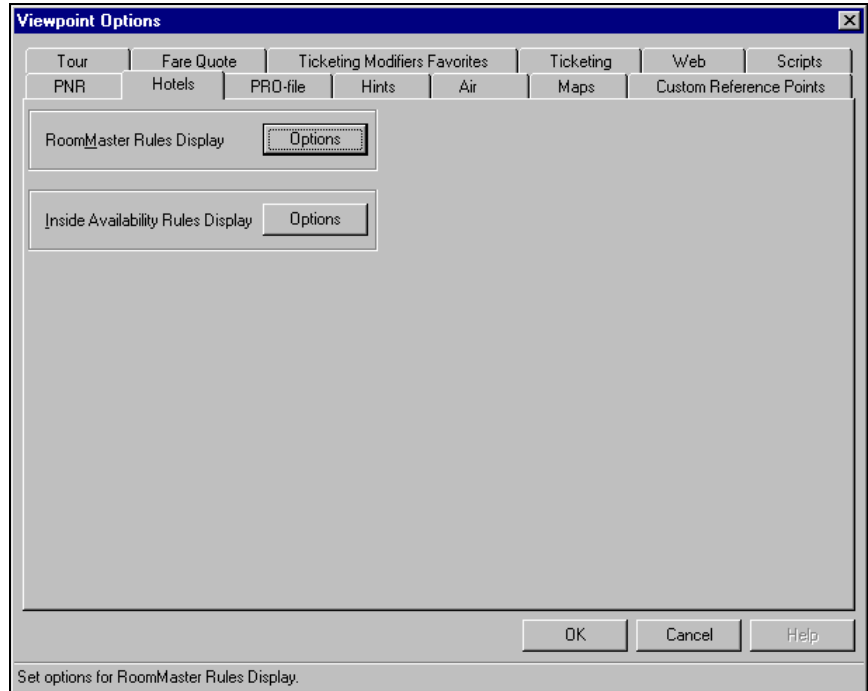 Viewpoint Options
Tour Fare Quote Ticketing Modifiers Favorites Ticketing Web Scripts
PNR Hotels PRO-file Hints Air Maps Custom Reference Points
RoomMaster Rules Display Options
Inside Availability Rules Display Options
OK Cancel Help
Set options for RoomMaster Rules Display.